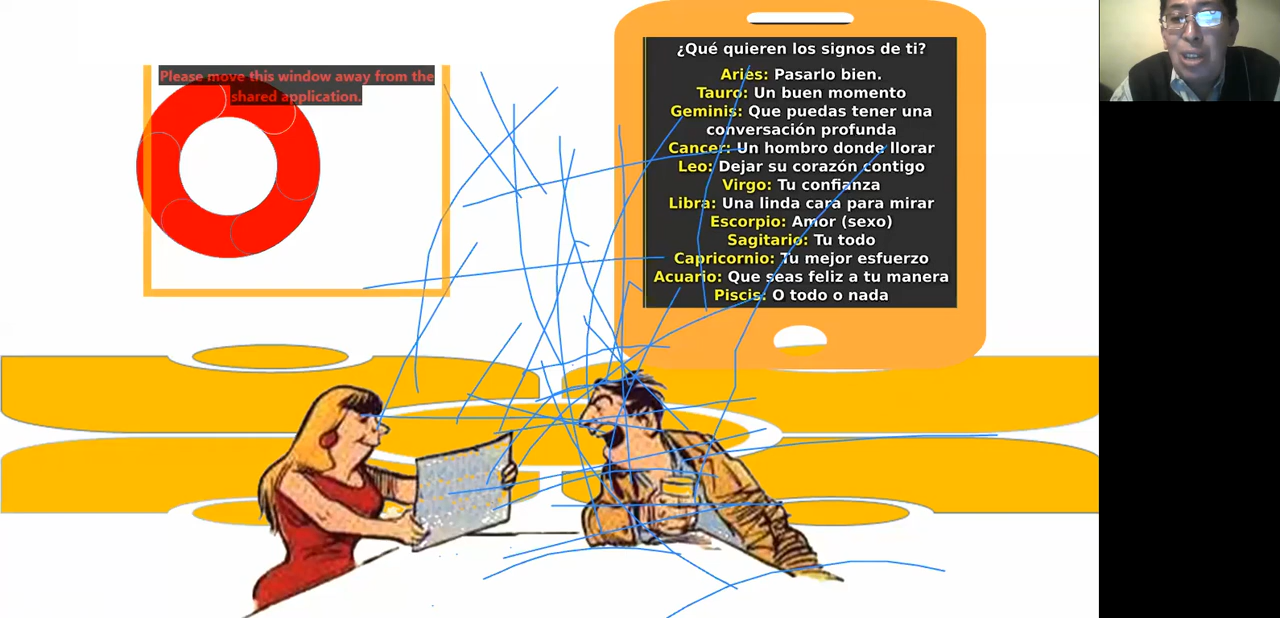 Please move this window away from the
shared application.
¿Qué quieren los signos de ti?
Aries: Pasarlo bien.
Tauro: Un buen momento
Geminis: Que puedas tener una
conversación profunda
Cancer: Un hombro donde llorar
Leo: Dejar su corazón contigo
Virgo: Tu confianza
Libra: Una linda cara para mirar
Escorpio: Amor (sexo)
Sagitario: Tu todo
Capricornio: Tu mejor esfuerzo
Acuario: Que seas feliz a tu manera
Piscis: O todo o nada